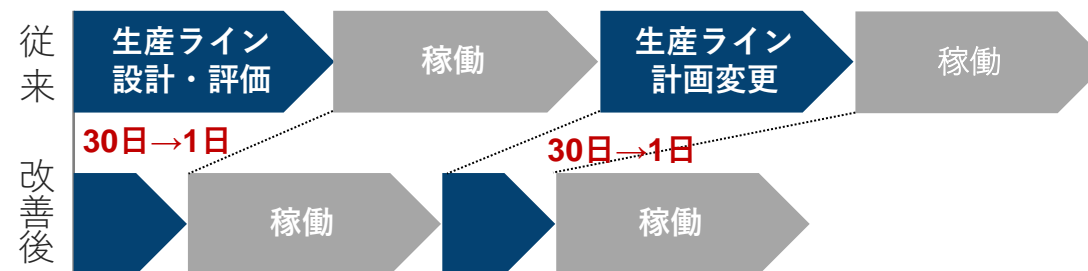 従来
生産ライン
設計・評価
稼働
生産ライン
計画変更
稼働
30日→1日
30日→1日
改善後
稼働
稼働